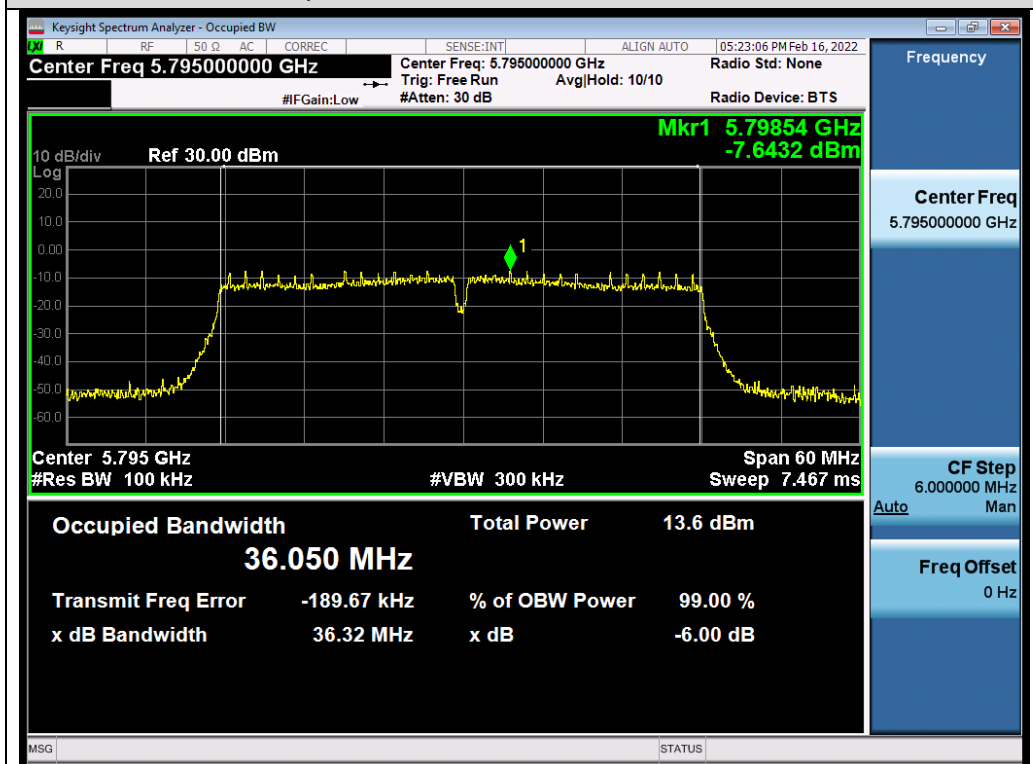 Keysight Spectrum Analyzer - Occupied BW
LXI R RF 50 Ω AC CORREC SENSE:INT ALIGN AUTO 05:23:06 PM Feb 16, 2022
Center Freq 5.795000000 GHz
Center Freq: 5.795000000 GHz Radio Std: None
Trig: Free Run Avg|Hold: 10/10
#IFGain:Low #Atten: 30 dB Radio Device: BTS
Mkr1 5.79854 GHz
-7.6432 dBm
10 dB/div Ref 30.00 dBm
Log
20.0
10.0
0.00
-10.0
-20.0
-30.0
-40.0
-50.0
-60.0
1
Center 5.795 GHz Span 60 MHz
#Res BW 100 kHz #VBW 300 kHz Sweep 7.467 ms
Occupied Bandwidth Total Power 13.6 dBm
36.050 MHz
Transmit Freq Error -189.67 kHz % of OBW Power 99.00 %
x dB Bandwidth 36.32 MHz x dB -6.00 dB
Frequency
Center Freq
5.795000000 GHz
CF Step
6.000000 MHz
Auto Man
Freq Offset
0 Hz
MSG STATUS